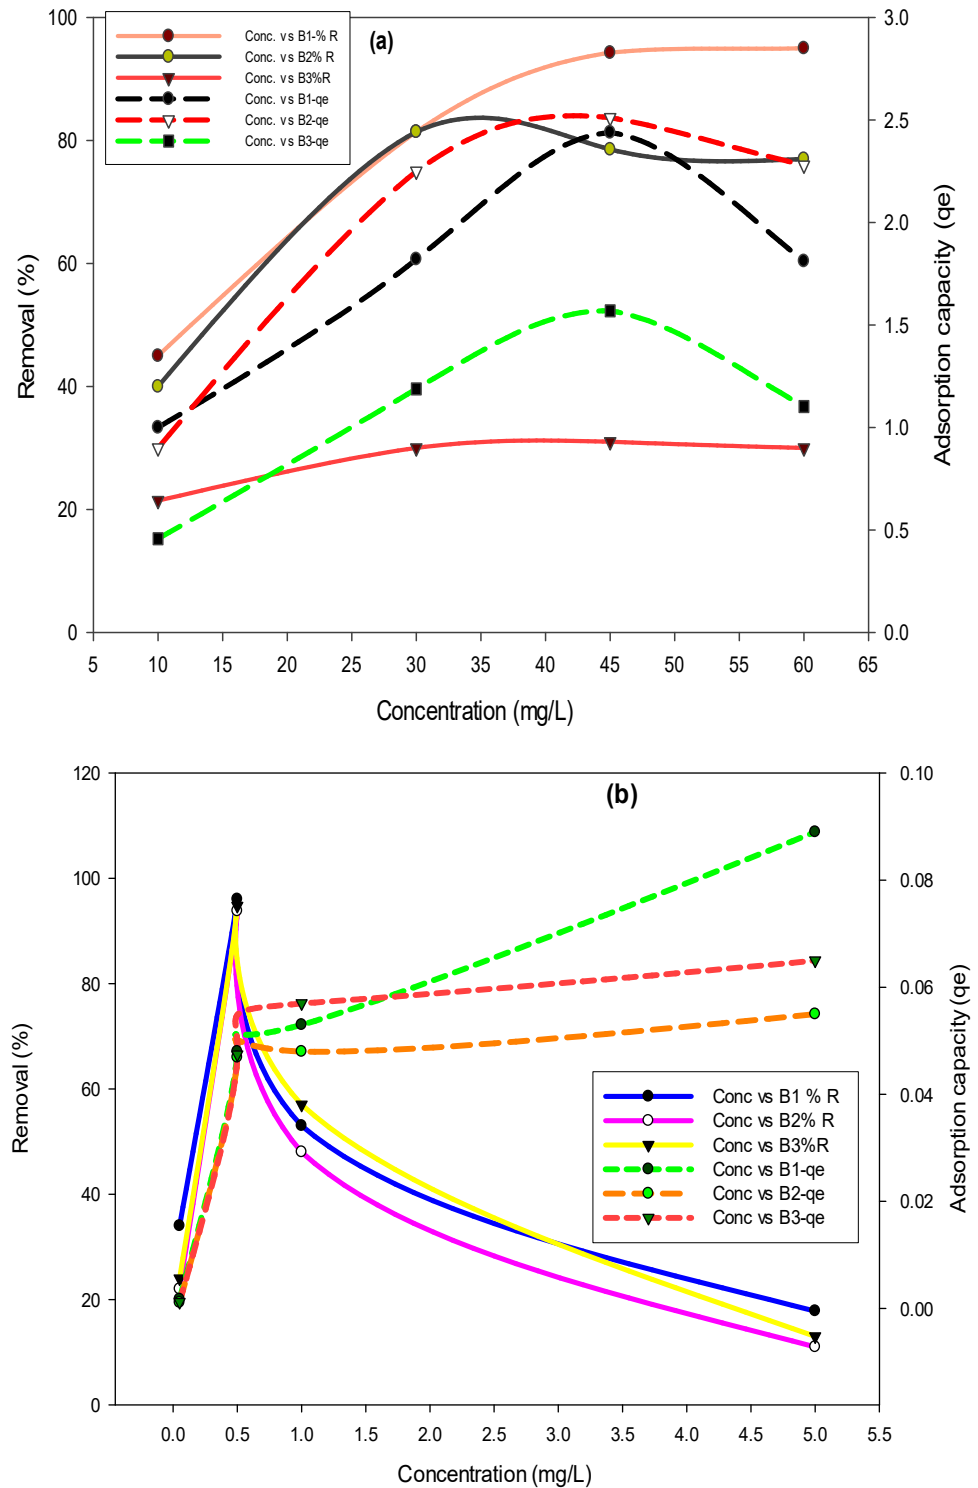 100
3.0
Conc. vs B1-% R
Conc. vs B2% R
Conc. vs B3%R
Conc. vs B1-qe
Conc. vs B2-qe
Conc. vs B3-qe
(a)
80
2.5
2.0
60
1.5
40
1.0
20
0.5
0
0.0
Removal (%)
Adsorption capacity (qe)
5 10 15 20 25 30 35 40 45 50 55 60 65
Concentration (mg/L)
120
0.10
(b)
100
0.08
80
0.06
60
0.04
40
0.02
20
0.00
0
Conc vs B1 % R
Conc vs B2% R
Conc vs B3%R
Conc vs B1-qe
Conc vs B2-qe
Conc vs B3-qe
Removal (%)
Adsorption capacity (qe)
0.0 0.5 1.0 1.5 2.0 2.5 3.0 3.5 4.0 4.5 5.0 5.5
Concentration (mg/L)